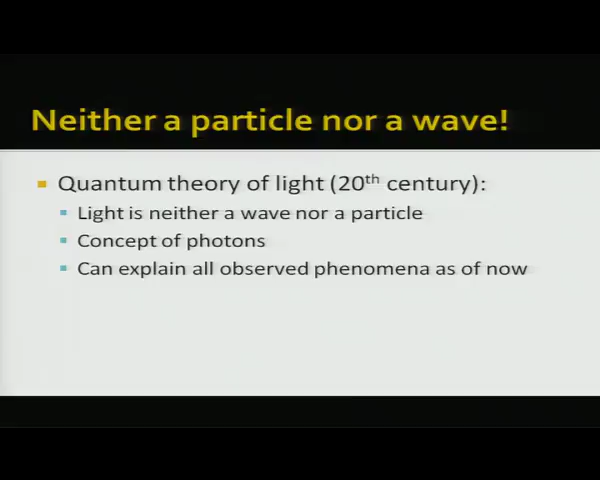 Neither a particle nor a wave!
Quantum theory of light (20th century):
Light is neither a wave nor a particle
Concept of photons
Can explain all observed phenomena as of now